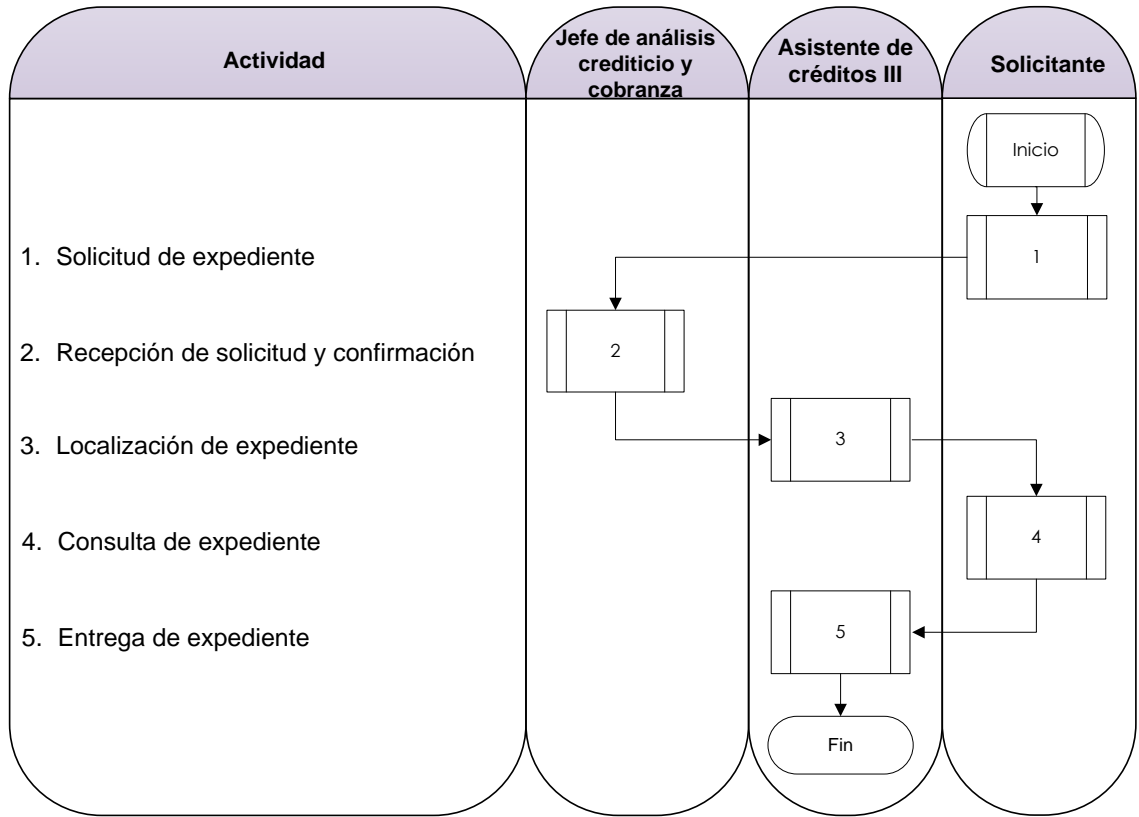 Actividad
Jefe de análisis
crediticio y
cobranza
Asistente de
créditos III
Solicitante
Inicio
1. Solicitud de expediente
1
2. Recepción de solicitud y confirmación
2
3. Localización de expediente
3
4. Consulta de expediente
4
5. Entrega de expediente
5
Fin